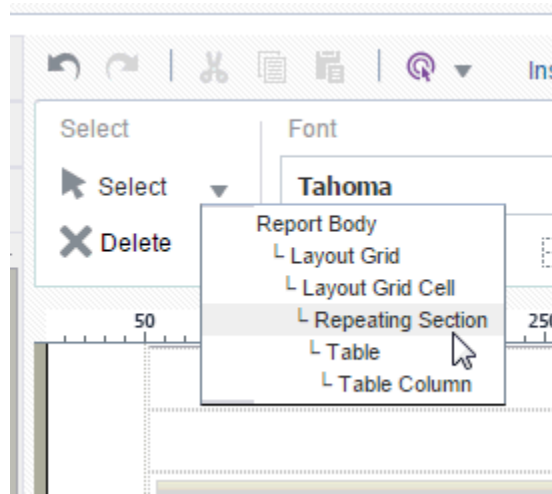 Ins
Select
Font
Select
Tahoma
Delete
Report Body
└ Layout Grid
└ Layout Grid Cell
└ Repeating Section
└ Table
└ Table Column
50
250